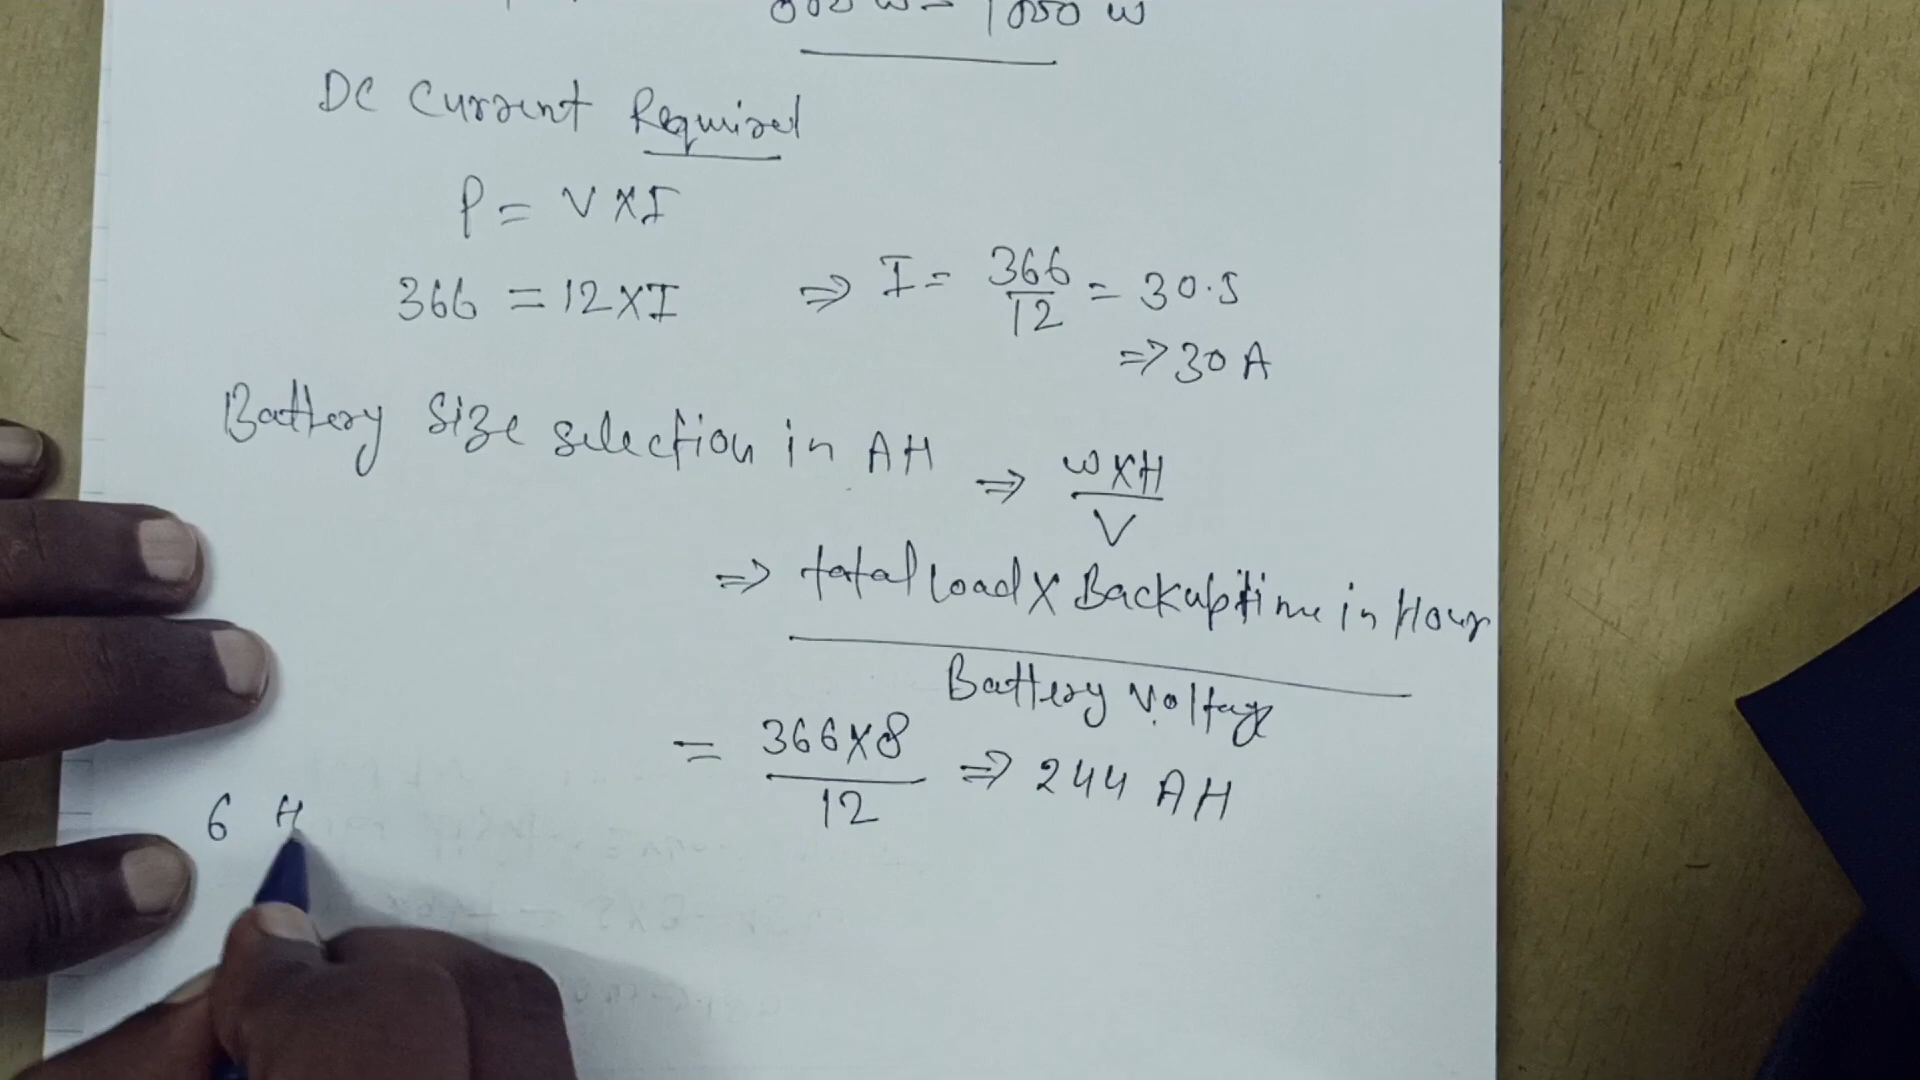 1000 W
DC Current Required
P = V X I
366 = 12 X I ⇒ I = 366/12 = 30.5
⇒ 30 A
Battery Size selection in AH ⇒ W X H / V
⇒ total Load X Backup time in Hour
Battery Voltage
= 366 X 8 / 12 ⇒ 244 AH
6 H